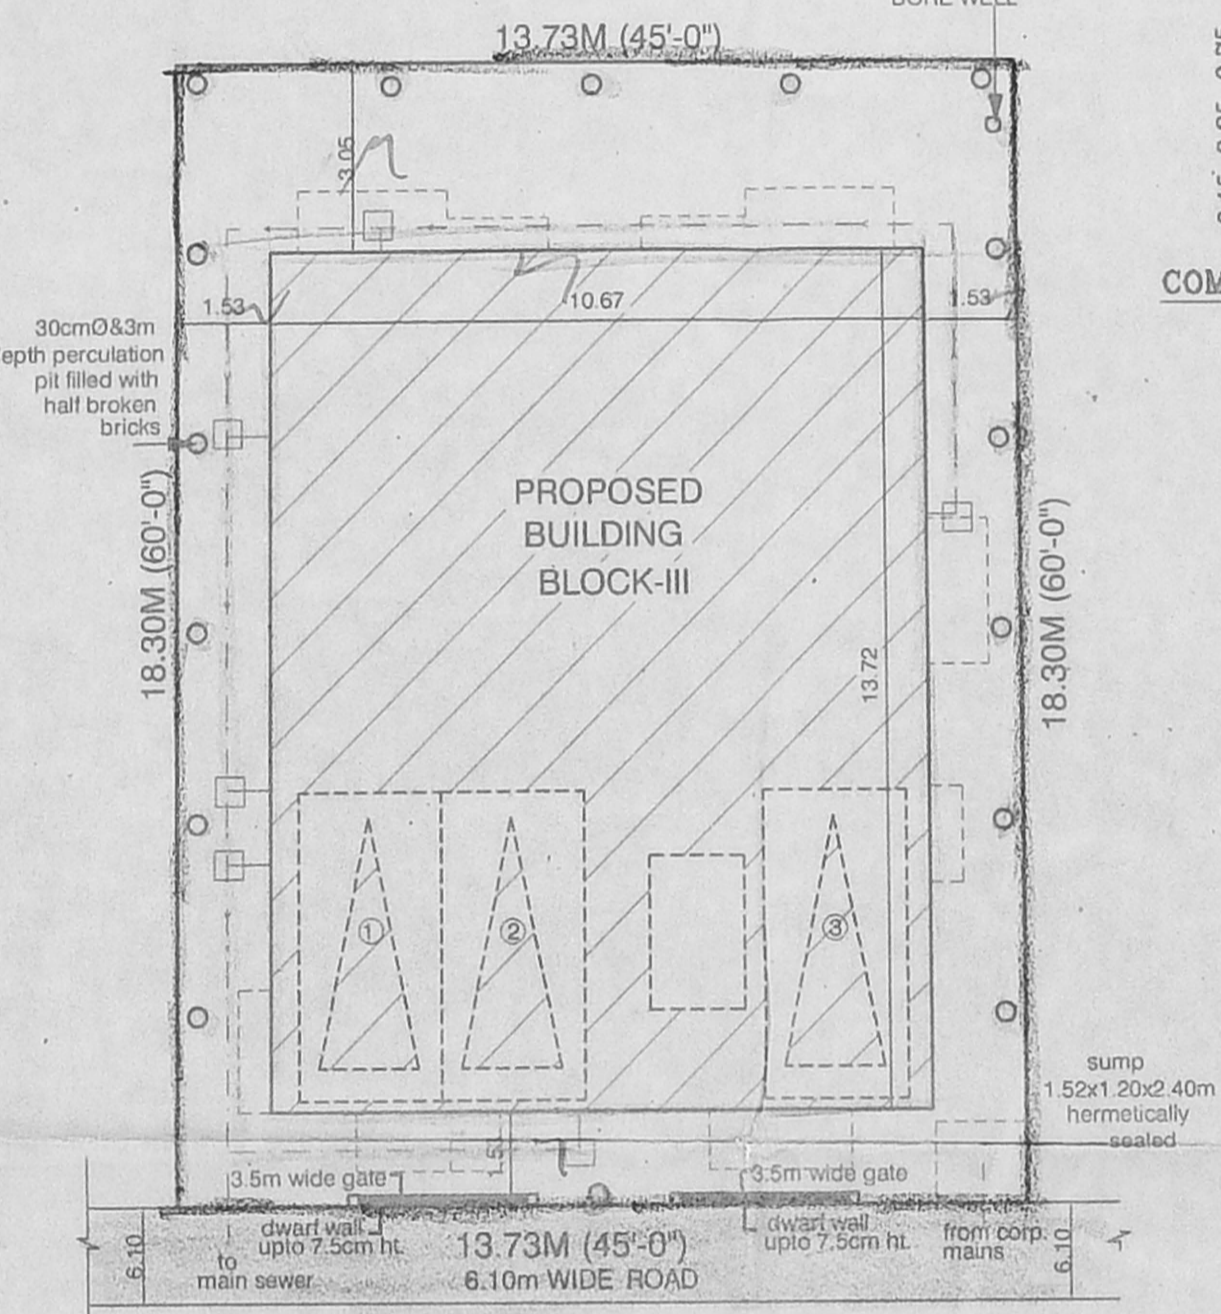 13.73M (45'-0")
3.05
1.53
10.67
1.53
30cmØ&3m
epth perculation
pit filled with
half broken
bricks
COM
PROPOSED
BUILDING
BLOCK-III
18.30M (60'-0")
18.30M (60'-0")
13.72
1
2
3
sump
1.52x1.20x2.40m
hermetically
sealed
3.5m wide gate
3.5m wide gate
dwarf wall
upto 7.5cm ht.
13.73M (45'-0")
dwarf wall
upto 7.5cm ht.
from corp.
mains
6.10
6.10
to
main sewer
6.10m WIDE ROAD